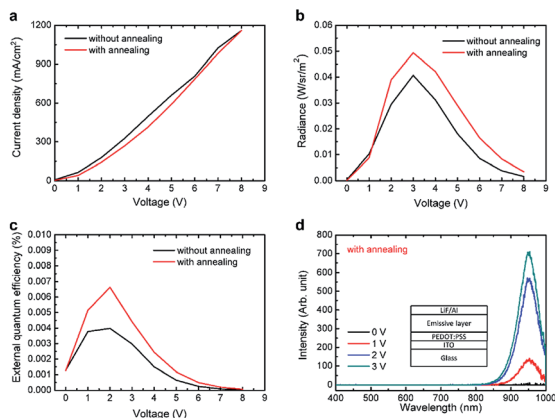 a
1200
900
600
300
0
Current density (mA/cm²)
without annealing
with annealing
0 1 2 3 4 5 6 7 8 9
Voltage (V)
b
0.06
0.05
0.04
0.03
0.02
0.01
0.00
Radiance (W/sr/m²)
without annealing
with annealing
0 1 2 3 4 5 6 7 8 9
Voltage (V)
c
0.010
0.009
0.008
0.007
0.006
0.005
0.004
0.003
0.002
0.001
0.000
External quantum efficiency (%)
without annealing
with annealing
0 1 2 3 4 5 6 7 8 9
Voltage (V)
d
800
700
600
500
400
300
200
100
0
Intensity (Arb. unit)
with annealing
0 V
1 V
2 V
3 V
LiF/Al
Emissive layer
PEDOT:PSS
ITO
Glass
400 500 600 700 800 900 1000
Wavelength (nm)